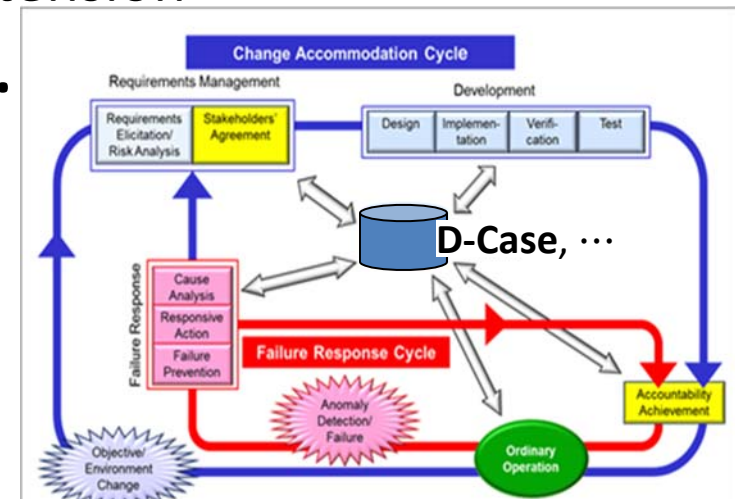 Change Accommodation Cycle
Requirements Management
Development
Requirements
Elicitation/
Risk Analysis
Stakeholders'
Agreement
Design
Implemen-
tation
Verifi-
cation
Test
D-Case, ⋯
Failure Response
Cause
Analysis
Responsive
Action
Failure
Prevention
Failure Response Cycle
Anomaly
Detection/
Failure
Accountability
Achievement
Ordinary
Operation
Objective/
Environment
Change